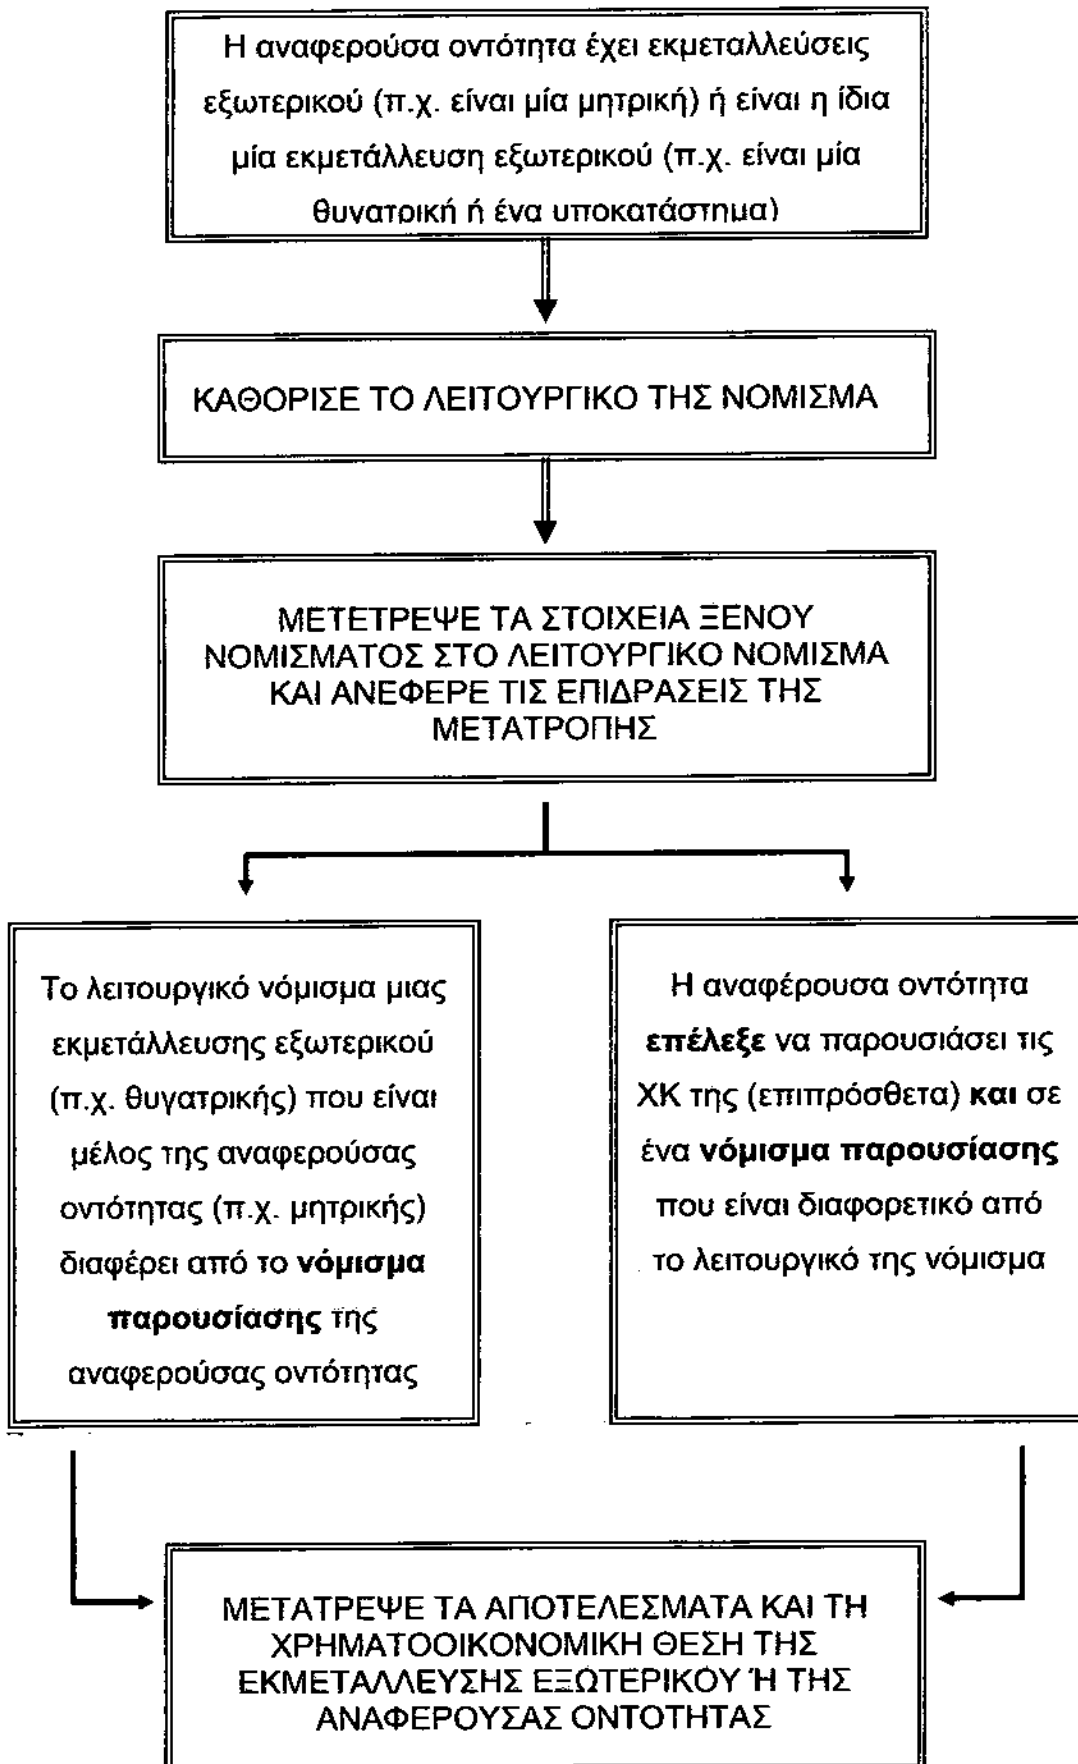 Η αναφερούσα οντότητα έχει εκμεταλλεύσεις
εξωτερικού (π.χ. είναι μία μητρική) ή είναι η ίδια
μία εκμετάλλευση εξωτερικού (π.χ. είναι μία
θυγατρική ή ένα υποκατάστημα)
ΚΑΘΟΡΙΣΕ ΤΟ ΛΕΙΤΟΥΡΓΙΚΟ ΤΗΣ ΝΟΜΙΣΜΑ
ΜΕΤΕΤΡΕΨΕ ΤΑ ΣΤΟΙΧΕΙΑ ΞΕΝΟΥ
ΝΟΜΙΣΜΑΤΟΣ ΣΤΟ ΛΕΙΤΟΥΡΓΙΚΟ ΝΟΜΙΣΜΑ
ΚΑΙ ΑΝΕΦΕΡΕ ΤΙΣ ΕΠΙΔΡΑΣΕΙΣ ΤΗΣ
ΜΕΤΑΤΡΟΠΗΣ
Το λειτουργικό νόμισμα μιας
εκμετάλλευσης εξωτερικού
(π.χ. θυγατρικής) που είναι
μέλος της αναφερούσας
οντότητας (π.χ. μητρικής)
διαφέρει από το νόμισμα
παρουσίασης της
αναφερούσας οντότητας
Η αναφέρουσα οντότητα
επέλεξε να παρουσιάσει τις
ΧΚ της (επιπρόσθετα) και σε
ένα νόμισμα παρουσίασης
που είναι διαφορετικό από
το λειτουργικό της νόμισμα
ΜΕΤΑΤΡΕΨΕ ΤΑ ΑΠΟΤΕΛΕΣΜΑΤΑ ΚΑΙ ΤΗ
ΧΡΗΜΑΤΟΟΙΚΟΝΟΜΙΚΗ ΘΕΣΗ ΤΗΣ
ΕΚΜΕΤΑΛΛΕΥΣΗΣ ΕΞΩΤΕΡΙΚΟΥ Ή ΤΗΣ
ΑΝΑΦΕΡΟΥΣΑΣ ΟΝΤΟΤΗΤΑΣ